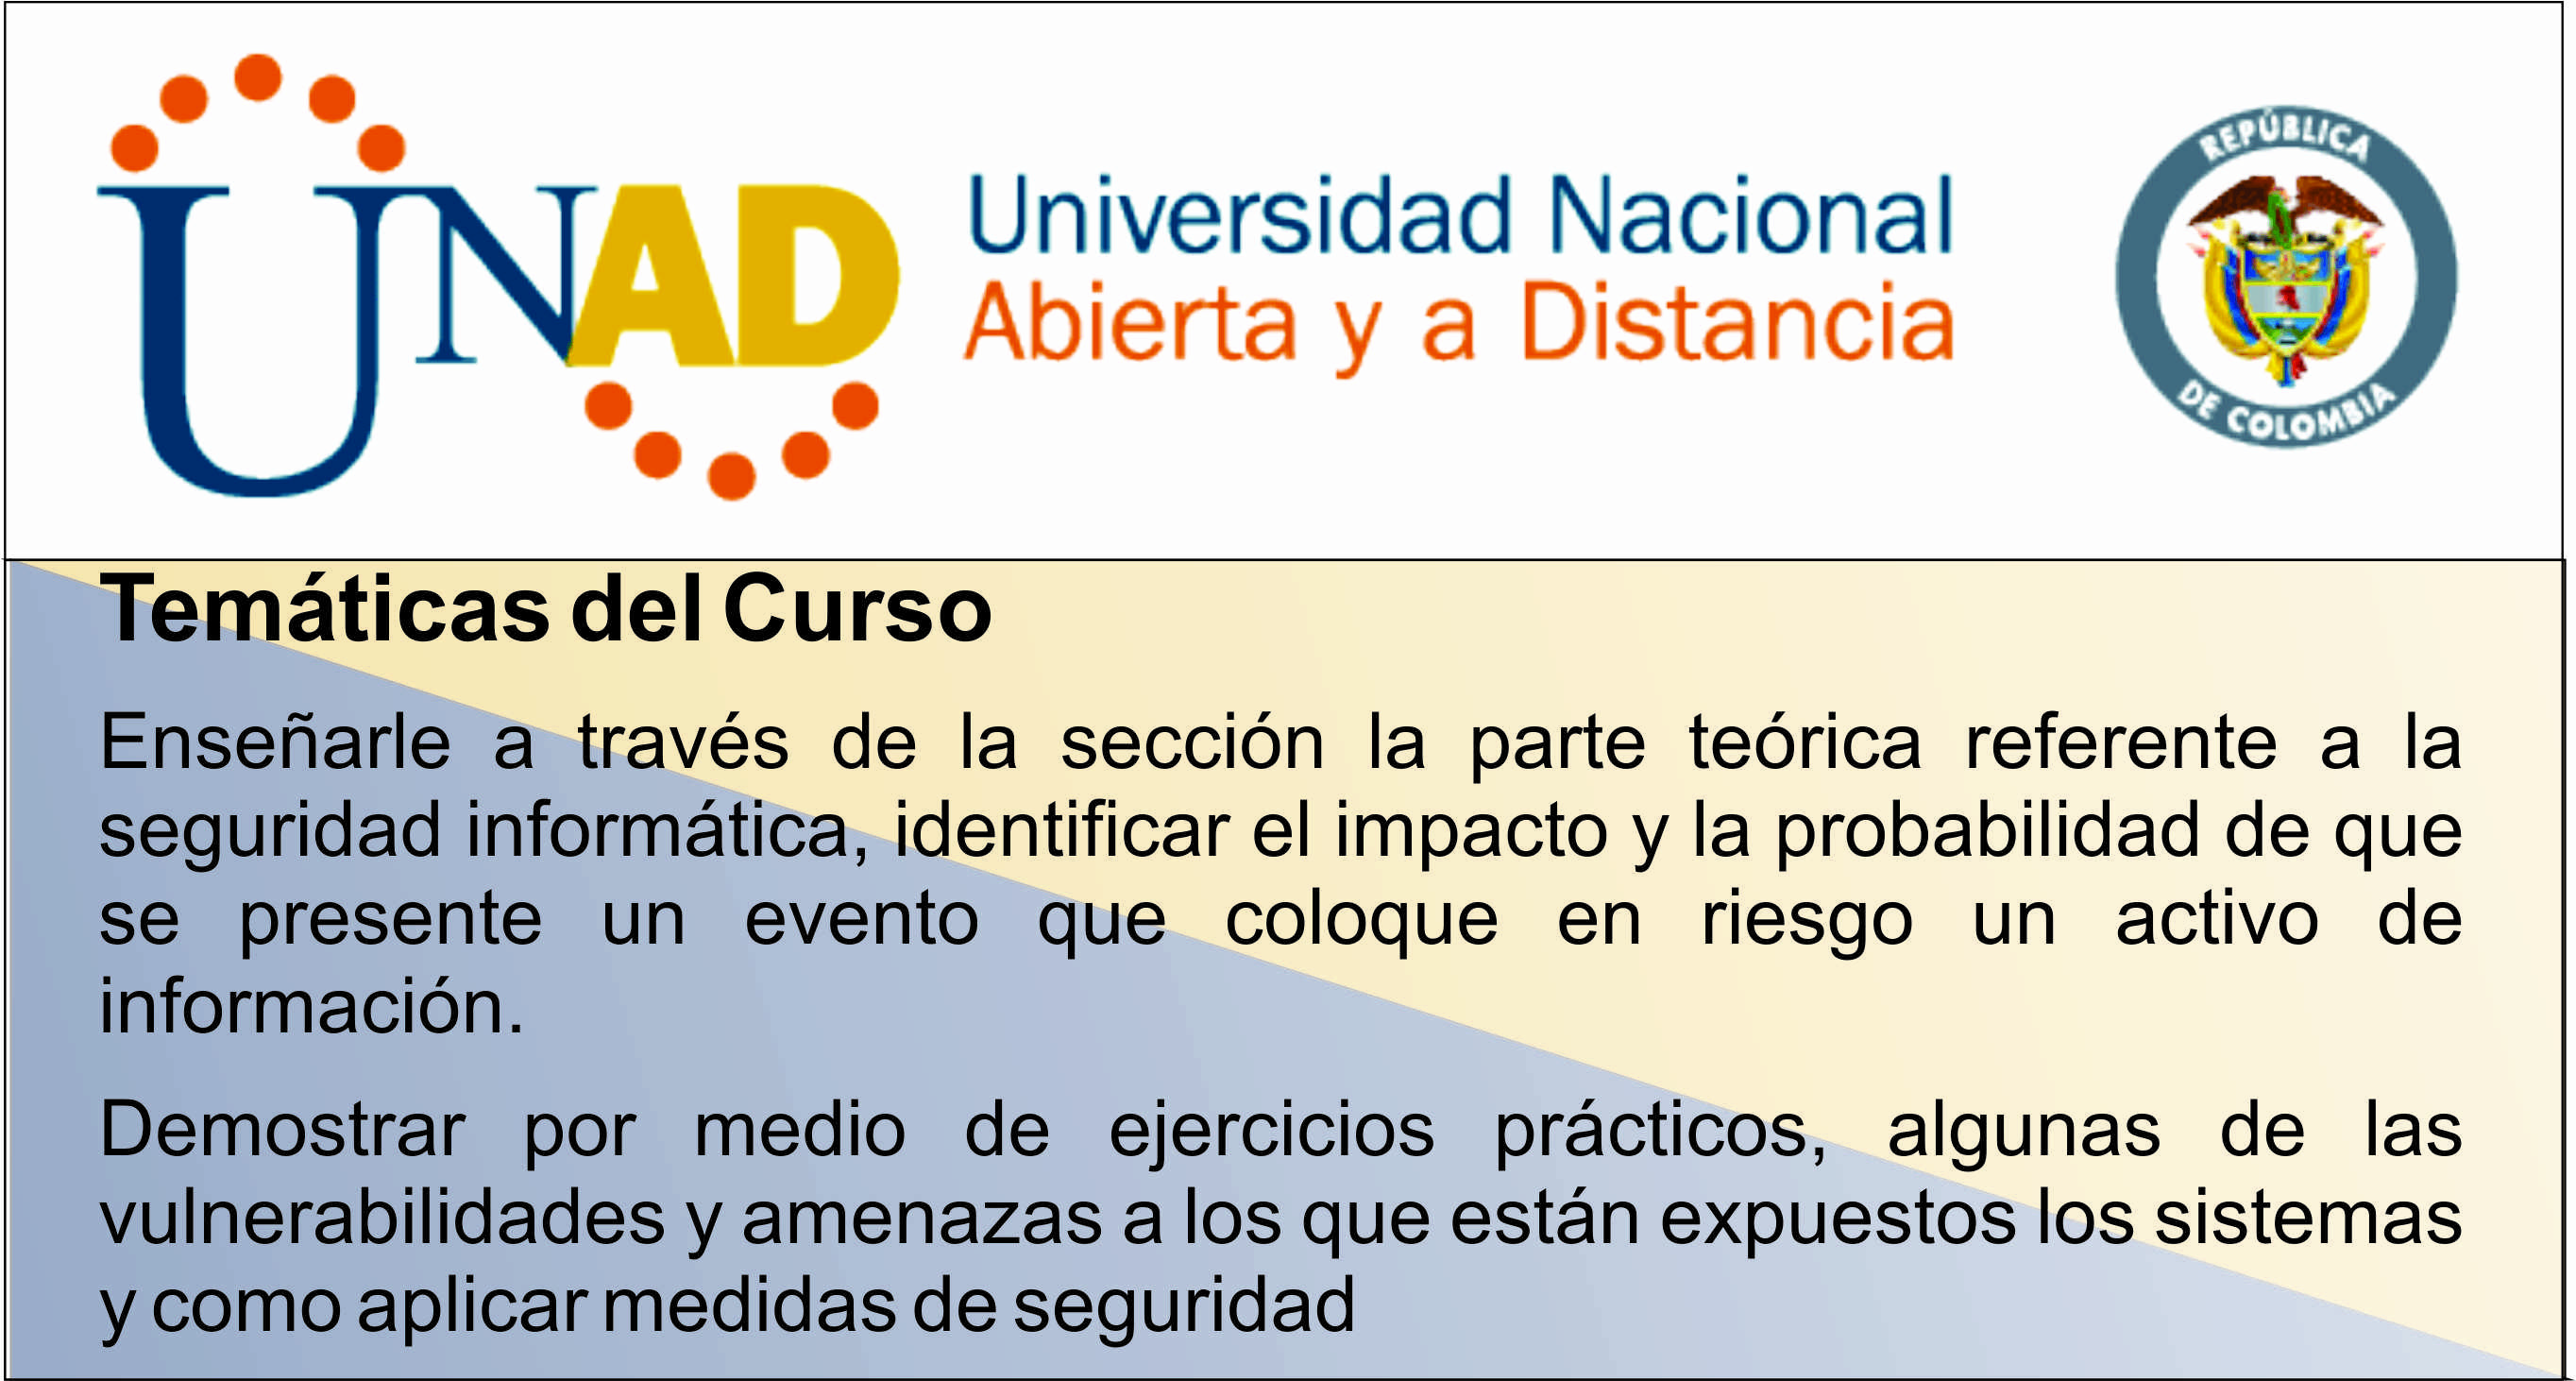 UNAD
Universidad Nacional
Abierta y a Distancia
REPÚBLICA
DE COLOMBIA
Temáticas del Curso
Enseñarle a través de la sección la parte teórica referente a la
seguridad informática, identificar el impacto y la probabilidad de que
se presente un evento que coloque en riesgo un activo de
información.
Demostrar por medio de ejercicios prácticos, algunas de las
vulnerabilidades y amenazas a los que están expuestos los sistemas
y como aplicar medidas de seguridad